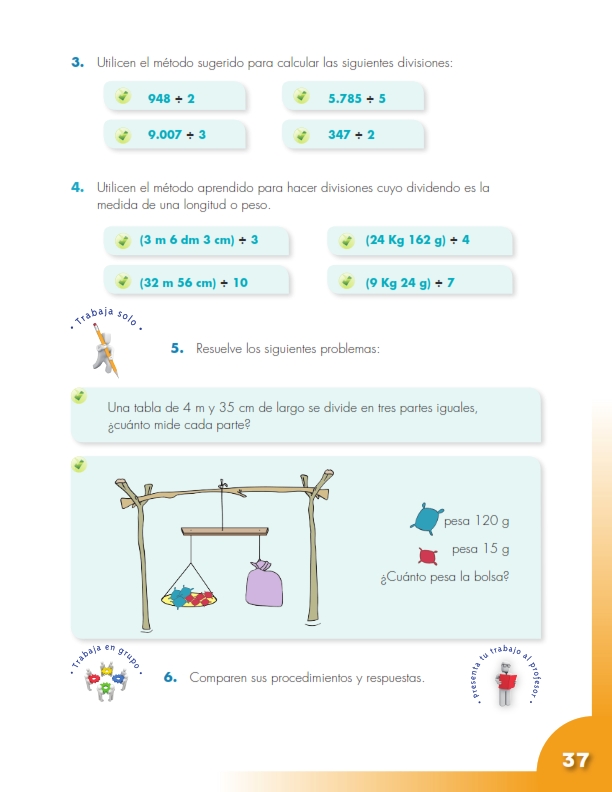 3. Utilicen el método sugerido para calcular las siguientes divisiones:
948 ÷ 2
5.785 ÷ 5
9.007 ÷ 3
347 ÷ 2
4. Utilicen el método aprendido para hacer divisiones cuyo dividendo es la
medida de una longitud o peso.
(3 m 6 dm 3 cm) ÷ 3
(24 Kg 162 g) ÷ 4
(32 m 56 cm) ÷ 10
(9 Kg 24 g) ÷ 7
• Trabaja solo •
5. Resuelve los siguientes problemas:
Una tabla de 4 m y 35 cm de largo se divide en tres partes iguales,
¿cuánto mide cada parte?
pesa 120 g
pesa 15 g
¿Cuánto pesa la bolsa?
• Trabaja en grupo •
6. Comparen sus procedimientos y respuestas.
• Presenta tu trabajo al profesor •
37